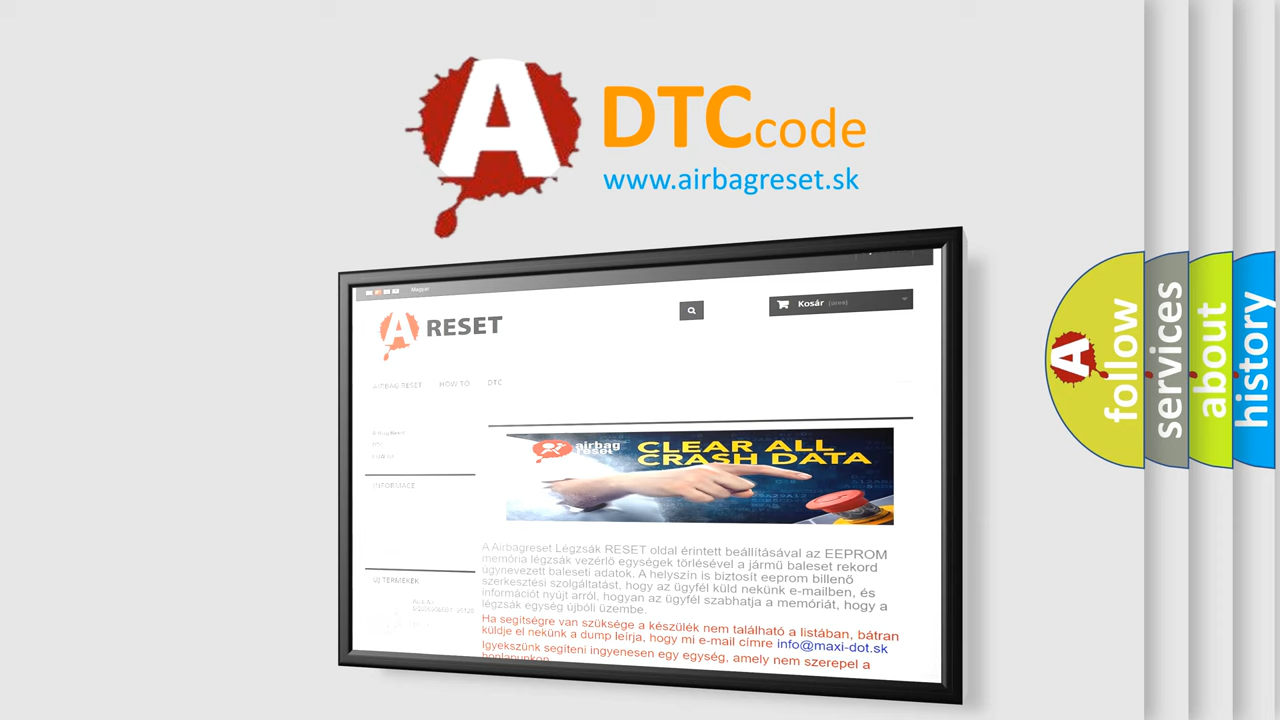 A
DTC code
www.airbagreset.sk
Magyar
A RESET
Kosár (üres)
AIRBAG RESET HOW TO DTC
DTC
INFORMACE
airbag
reset
CLEAR ALL
CRASH DATA
A Airbagreset Légzsák RESET oldal érintett beállításával az EEPROM
memória légzsák vezérlő egységek törlésével a jármű baleset rekord
úgynevezett baleseti adatok. A helyszín is biztosít eeprom billenő
szerkesztési szolgáltatást, hogy az ügyfél küld nekünk e-mailben, és
információt nyújt arról, hogyan az ügyfél szabhatja a memóriát, hogy a
légzsák egység újbóli üzembe.
Ha segítségre van szüksége a készülék nem található a listában, bátran
küldje el nekünk a dump leírja, hogy mi e-mail címre info@maxi-dot.sk
Igyekszünk segíteni ingyenesen egy egység, amely nem szerepel a
honlapunkon
ÚJ TERMÉKEK
A
follow
services
about
history